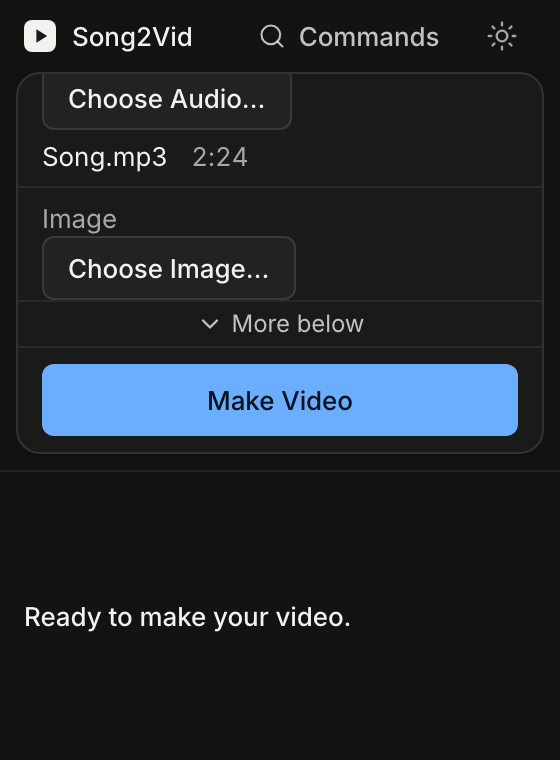 Song2Vid Commands
Choose Audio...
Song.mp3 2:24
Image
Choose Image...
More below
Make Video
Ready to make your video.